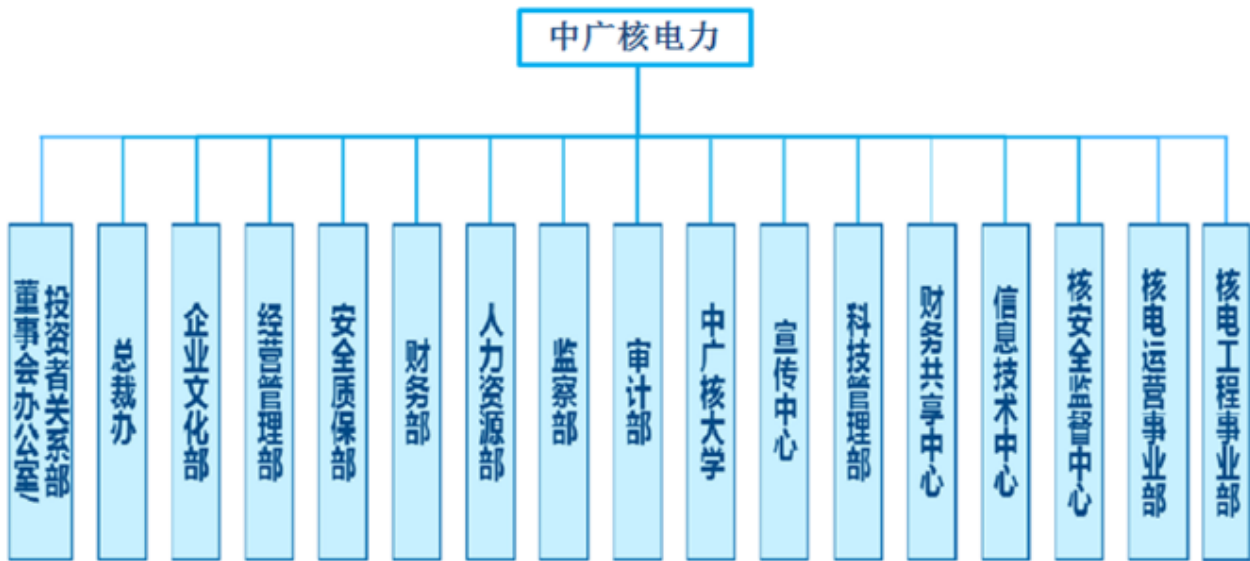 中广核电力
董事会办公室/
投资者关系部
总裁办
企业文化部
经营管理部
安全质保部
财务部
人力资源部
监察部
审计部
中广核大学
宣传中心
科技管理部
财务共享中心
信息技术中心
核安全监督中心
核电运营事业部
核电工程事业部